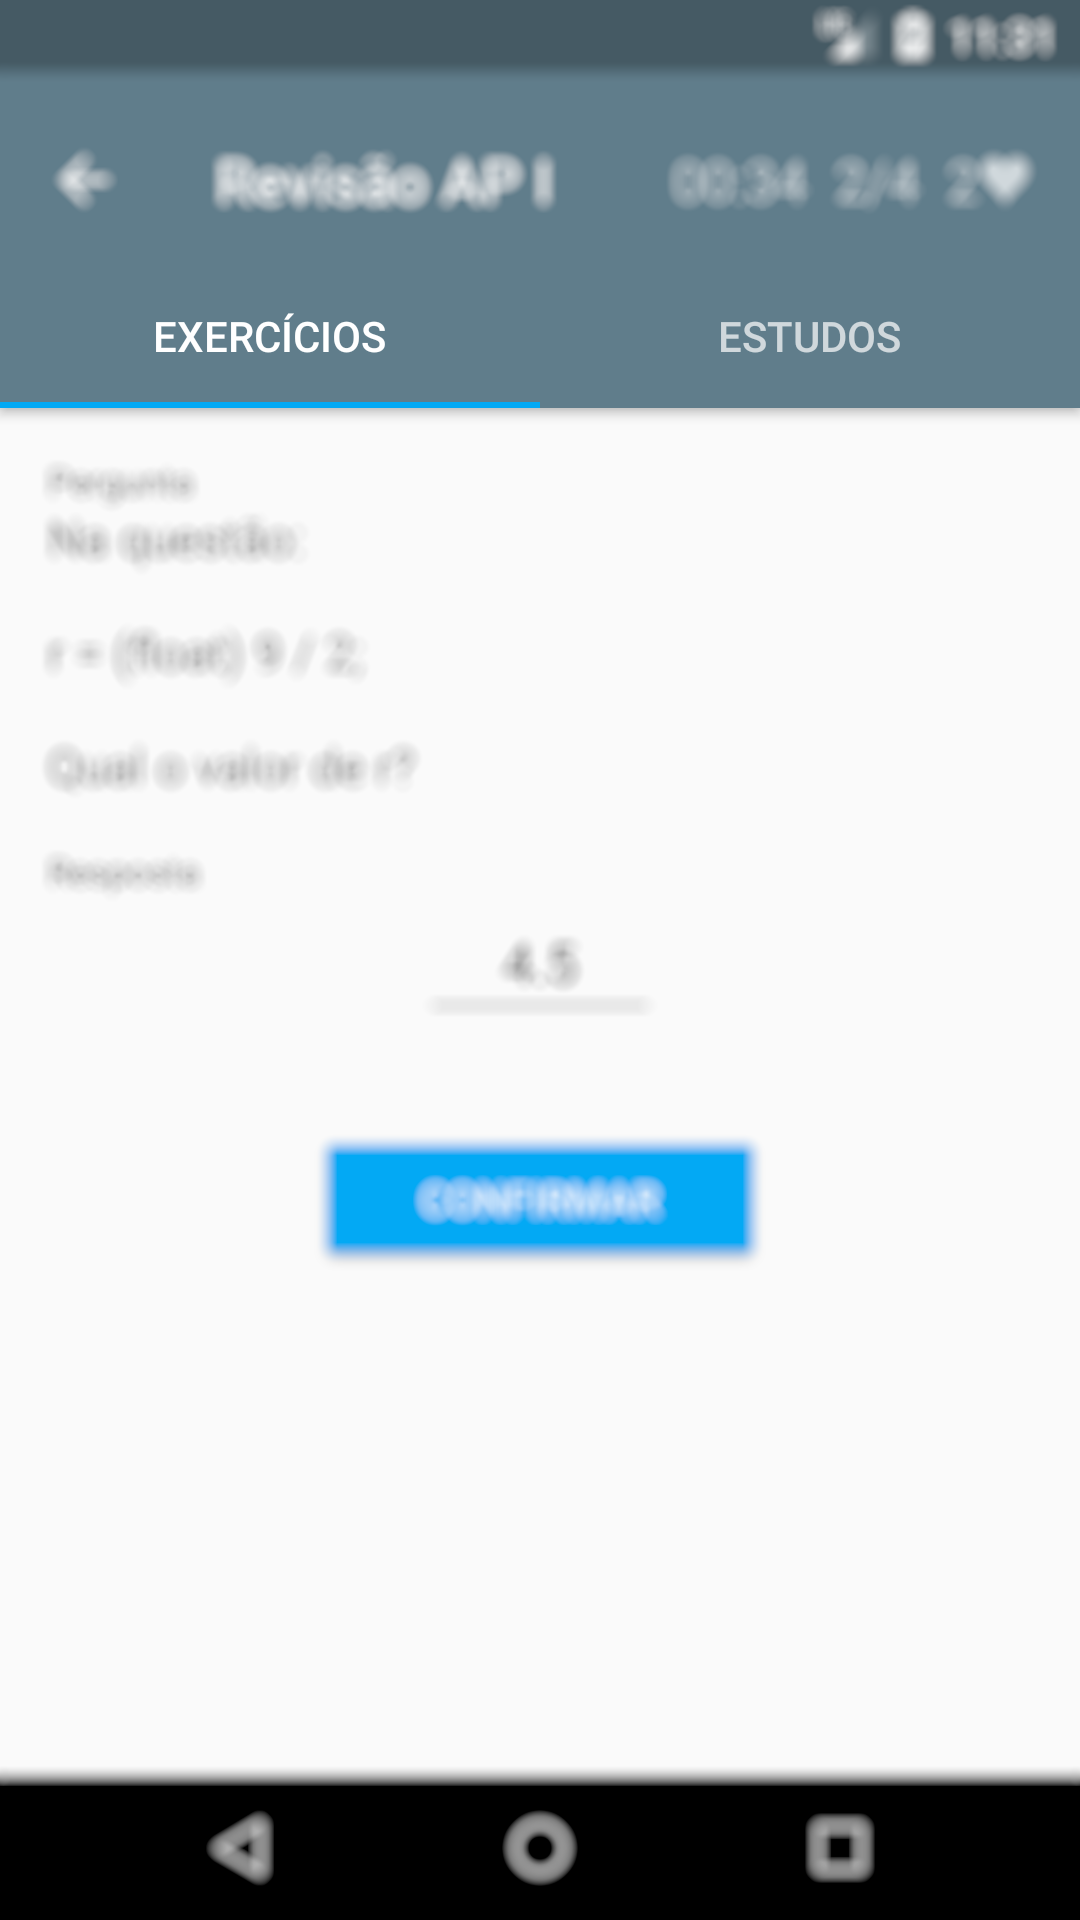 11:31
Revisão AP I 00:34 2/4 2♥
EXERCÍCIOS ESTUDOS
Pergunta
Na questão:
r = (float) 9 / 2;
Qual o valor de r?
Resposta
4.5
CONFIRMAR